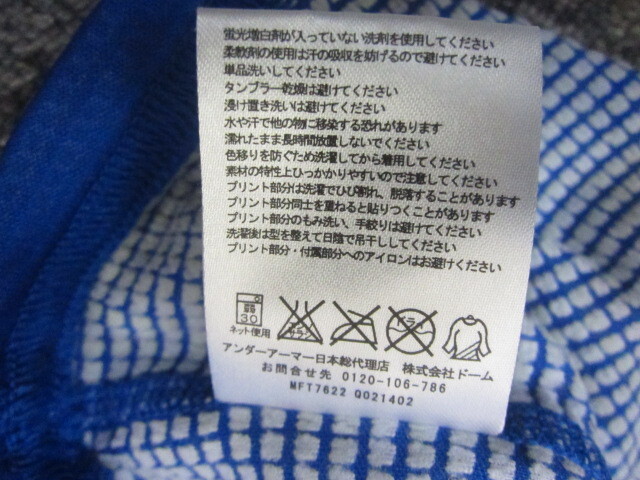 蛍光増白剤が入っていない洗剤を使用してください
柔軟剤の使用は汗の吸収を妨げるので避けてください
単品洗いしてください
タンブラー乾燥は避けてください
浸け置き洗いは避けてください
水や汗で他の物に移染する恐れがあります
濡れたまま長時間放置しないでください
色移りを防ぐため洗濯してから着用してください
素材の特性上ひっかかりやすいので注意してください
プリント部分は洗濯でひび割れ、脱落することがあります
プリント部分同士を重ねると貼りつくことがあります
プリント部分のもみ洗い、手絞りは避けてください
洗濯後は型を整えて日陰で吊干ししてください
プリント部分・付属部分へのアイロンはお避けください
弱 30 エンソサラシ ドライ
ネット使用
アンダーアーマー日本総代理店 株式会社ドーム
お問合せ先 0120-106-786
MFT7622 Q021402